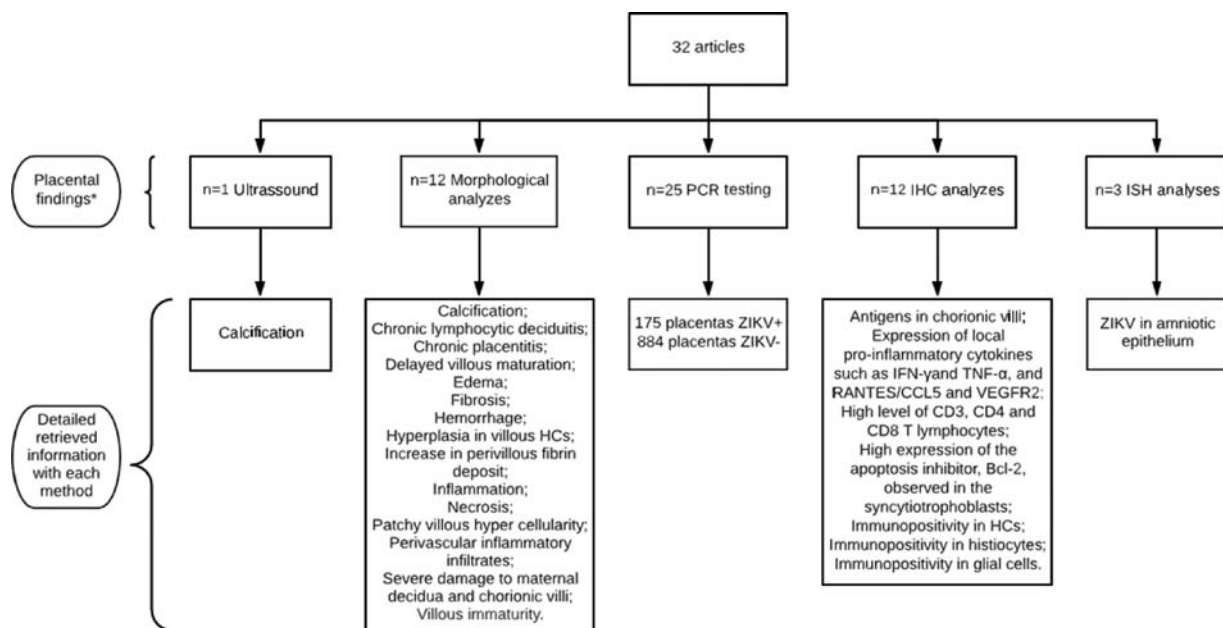 32 articles
Placental
findings*
n=1 Ultrassound
n=12 Morphological
analyzes
n=25 PCR testing
n=12 IHC analyzes
n=3 ISH analyses
Detailed
retrieved
information
with each
method
Calcification
Calcification;
Chronic lymphocytic deciduitis;
Chronic placentitis;
Delayed villous maturation;
Edema;
Fibrosis;
Hemorrhage;
Hyperplasia in villous HCs;
Increase in perivillous fibrin
deposit;
Inflammation;
Necrosis;
Patchy villous hyper cellularity;
Perivascular inflammatory
infiltrates;
Severe damage to maternal
decidua and chorionic villi;
Villous immaturity.
175 placentas ZIKV+
884 placentas ZIKV-
Antigens in chorionic villi;
Expression of local
pro-inflammatory cytokines
such as IFN-γand TNF-α, and
RANTES/CCL5 and VEGFR2;
High level of CD3, CD4 and
CD8 T lymphocytes;
High expression of the
apoptosis inhibitor, Bcl-2,
observed in the
syncytiotrophoblasts;
Immunopositivity in HCs;
Immunopositivity in histiocytes;
Immunopositivity in glial cells.
ZIKV in amniotic
epithelium